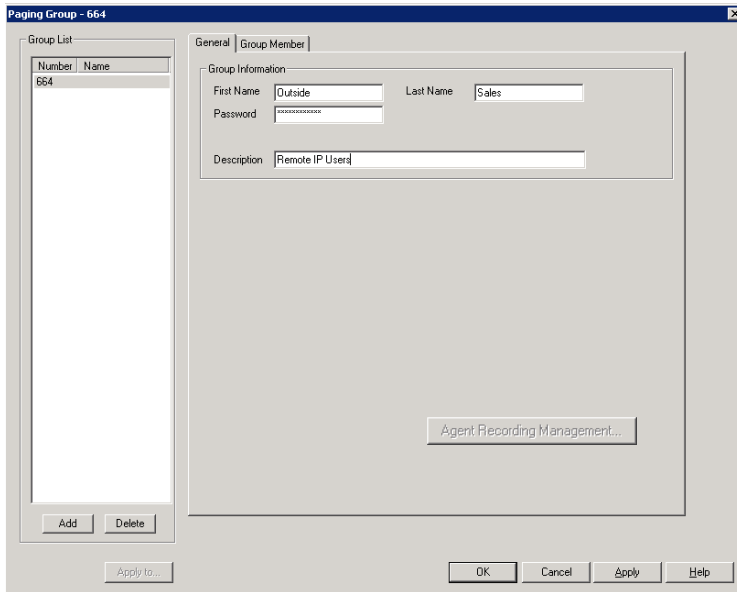 Paging Group - 664
Group List
Number Name
664
Add Delete
Apply to...
General Group Member
Group Information
First Name Outside Last Name Sales
Password xxxxxxxxxxxx
Description Remote IP Users
Agent Recording Management...
OK Cancel Apply Help